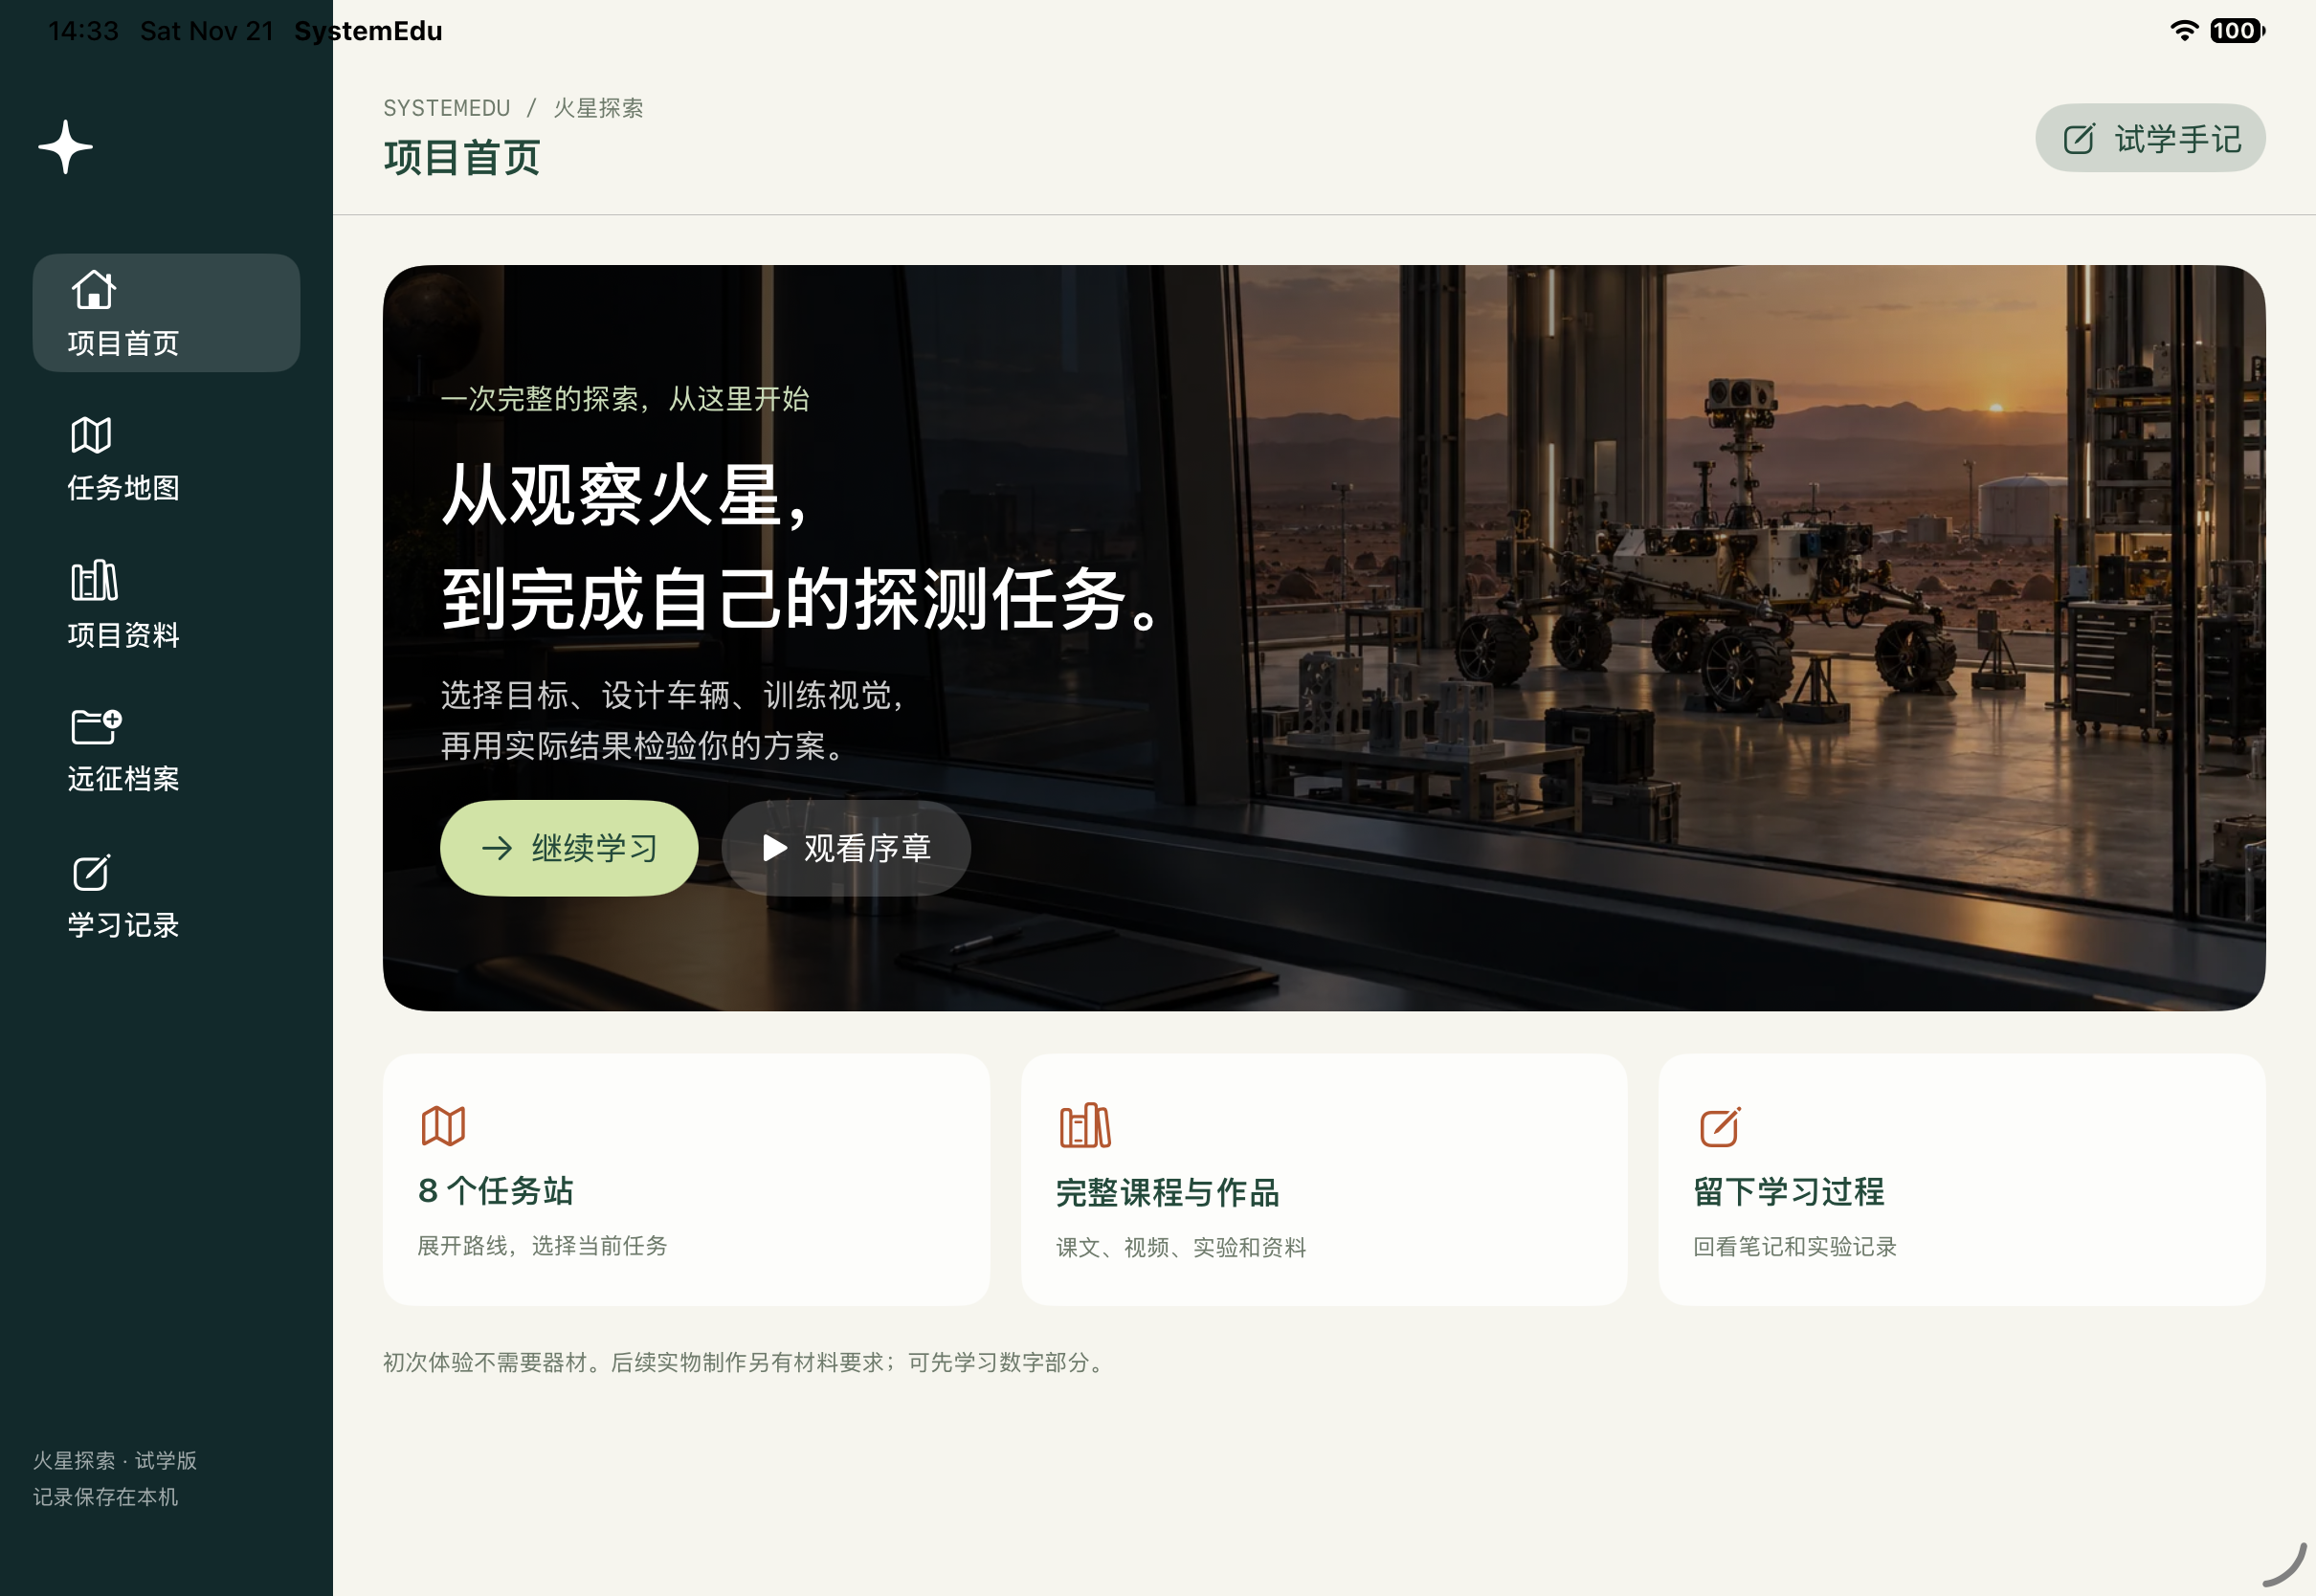 14:33 Sat Nov 21 SystemEdu
100
SYSTEMEDU / 火星探索
项目首页
试学手记
项目首页
任务地图
项目资料
远征档案
学习记录
一次完整的探索，从这里开始
从观察火星，
到完成自己的探测任务。
选择目标、设计车辆、训练视觉，
再用实际结果检验你的方案。
继续学习
观看序章
8 个任务站
展开路线，选择当前任务
完整课程与作品
课文、视频、实验和资料
留下学习过程
回看笔记和实验记录
初次体验不需要器材。后续实物制作另有材料要求；可先学习数字部分。
火星探索 · 试学版
记录保存在本机